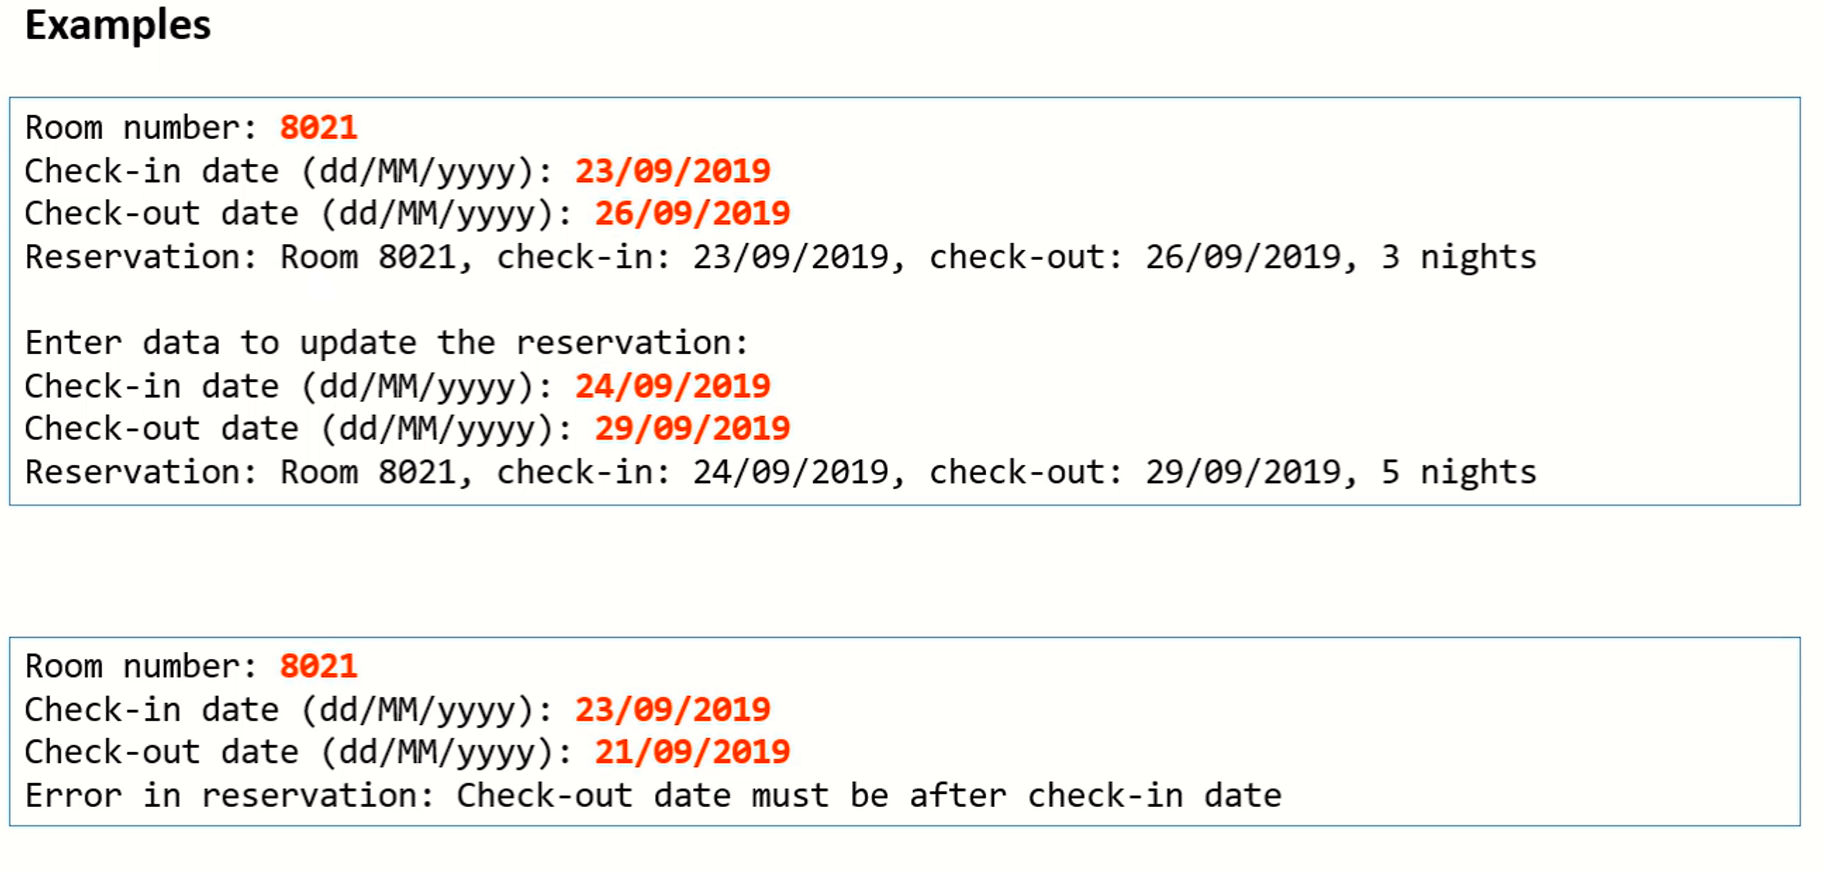 Examples
Room number: 8021
Check-in date (dd/MM/yyyy): 23/09/2019
Check-out date (dd/MM/yyyy): 26/09/2019
Reservation: Room 8021, check-in: 23/09/2019, check-out: 26/09/2019, 3 nights
Enter data to update the reservation:
Check-in date (dd/MM/yyyy): 24/09/2019
Check-out date (dd/MM/yyyy): 29/09/2019
Reservation: Room 8021, check-in: 24/09/2019, check-out: 29/09/2019, 5 nights
Room number: 8021
Check-in date (dd/MM/yyyy): 23/09/2019
Check-out date (dd/MM/yyyy): 21/09/2019
Error in reservation: Check-out date must be after check-in date